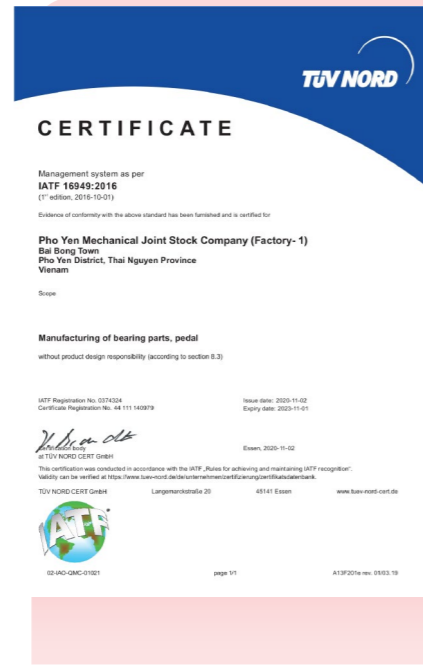 TÜV NORD
CERTIFICATE
Management system as per
IATF 16949:2016
(1st edition, 2016-10-01)
Evidence of conformity with the above standard has been furnished and is certified for
Pho Yen Mechanical Joint Stock Company (Factory- 1)
Bai Bong Town
Pho Yen District, Thai Nguyen Province
Vienam
Scope
Manufacturing of bearing parts, pedal
without product design responsibility (according to section 8.3)
IATF Registration No. 0374324
Certificate Registration No. 44 111 140979
Issue date: 2020-11-02
Expiry date: 2023-11-01
Certification body
at TÜV NORD CERT GmbH
Essen, 2020-11-02
This certification was conducted in accordance with the IATF „Rules for achieving and maintaining IATF recognition".
Validity can be verified at https://www.tuev-nord.de/de/unternehmen/zertifizierung/zertifikatsdatenbank.
TÜV NORD CERT GmbH Langemarckstraße 20 45141 Essen www.tuev-nord-cert.de
IATF
02-IAO-QMC-01021 page 1/1 A13F201e rev. 01/03.19